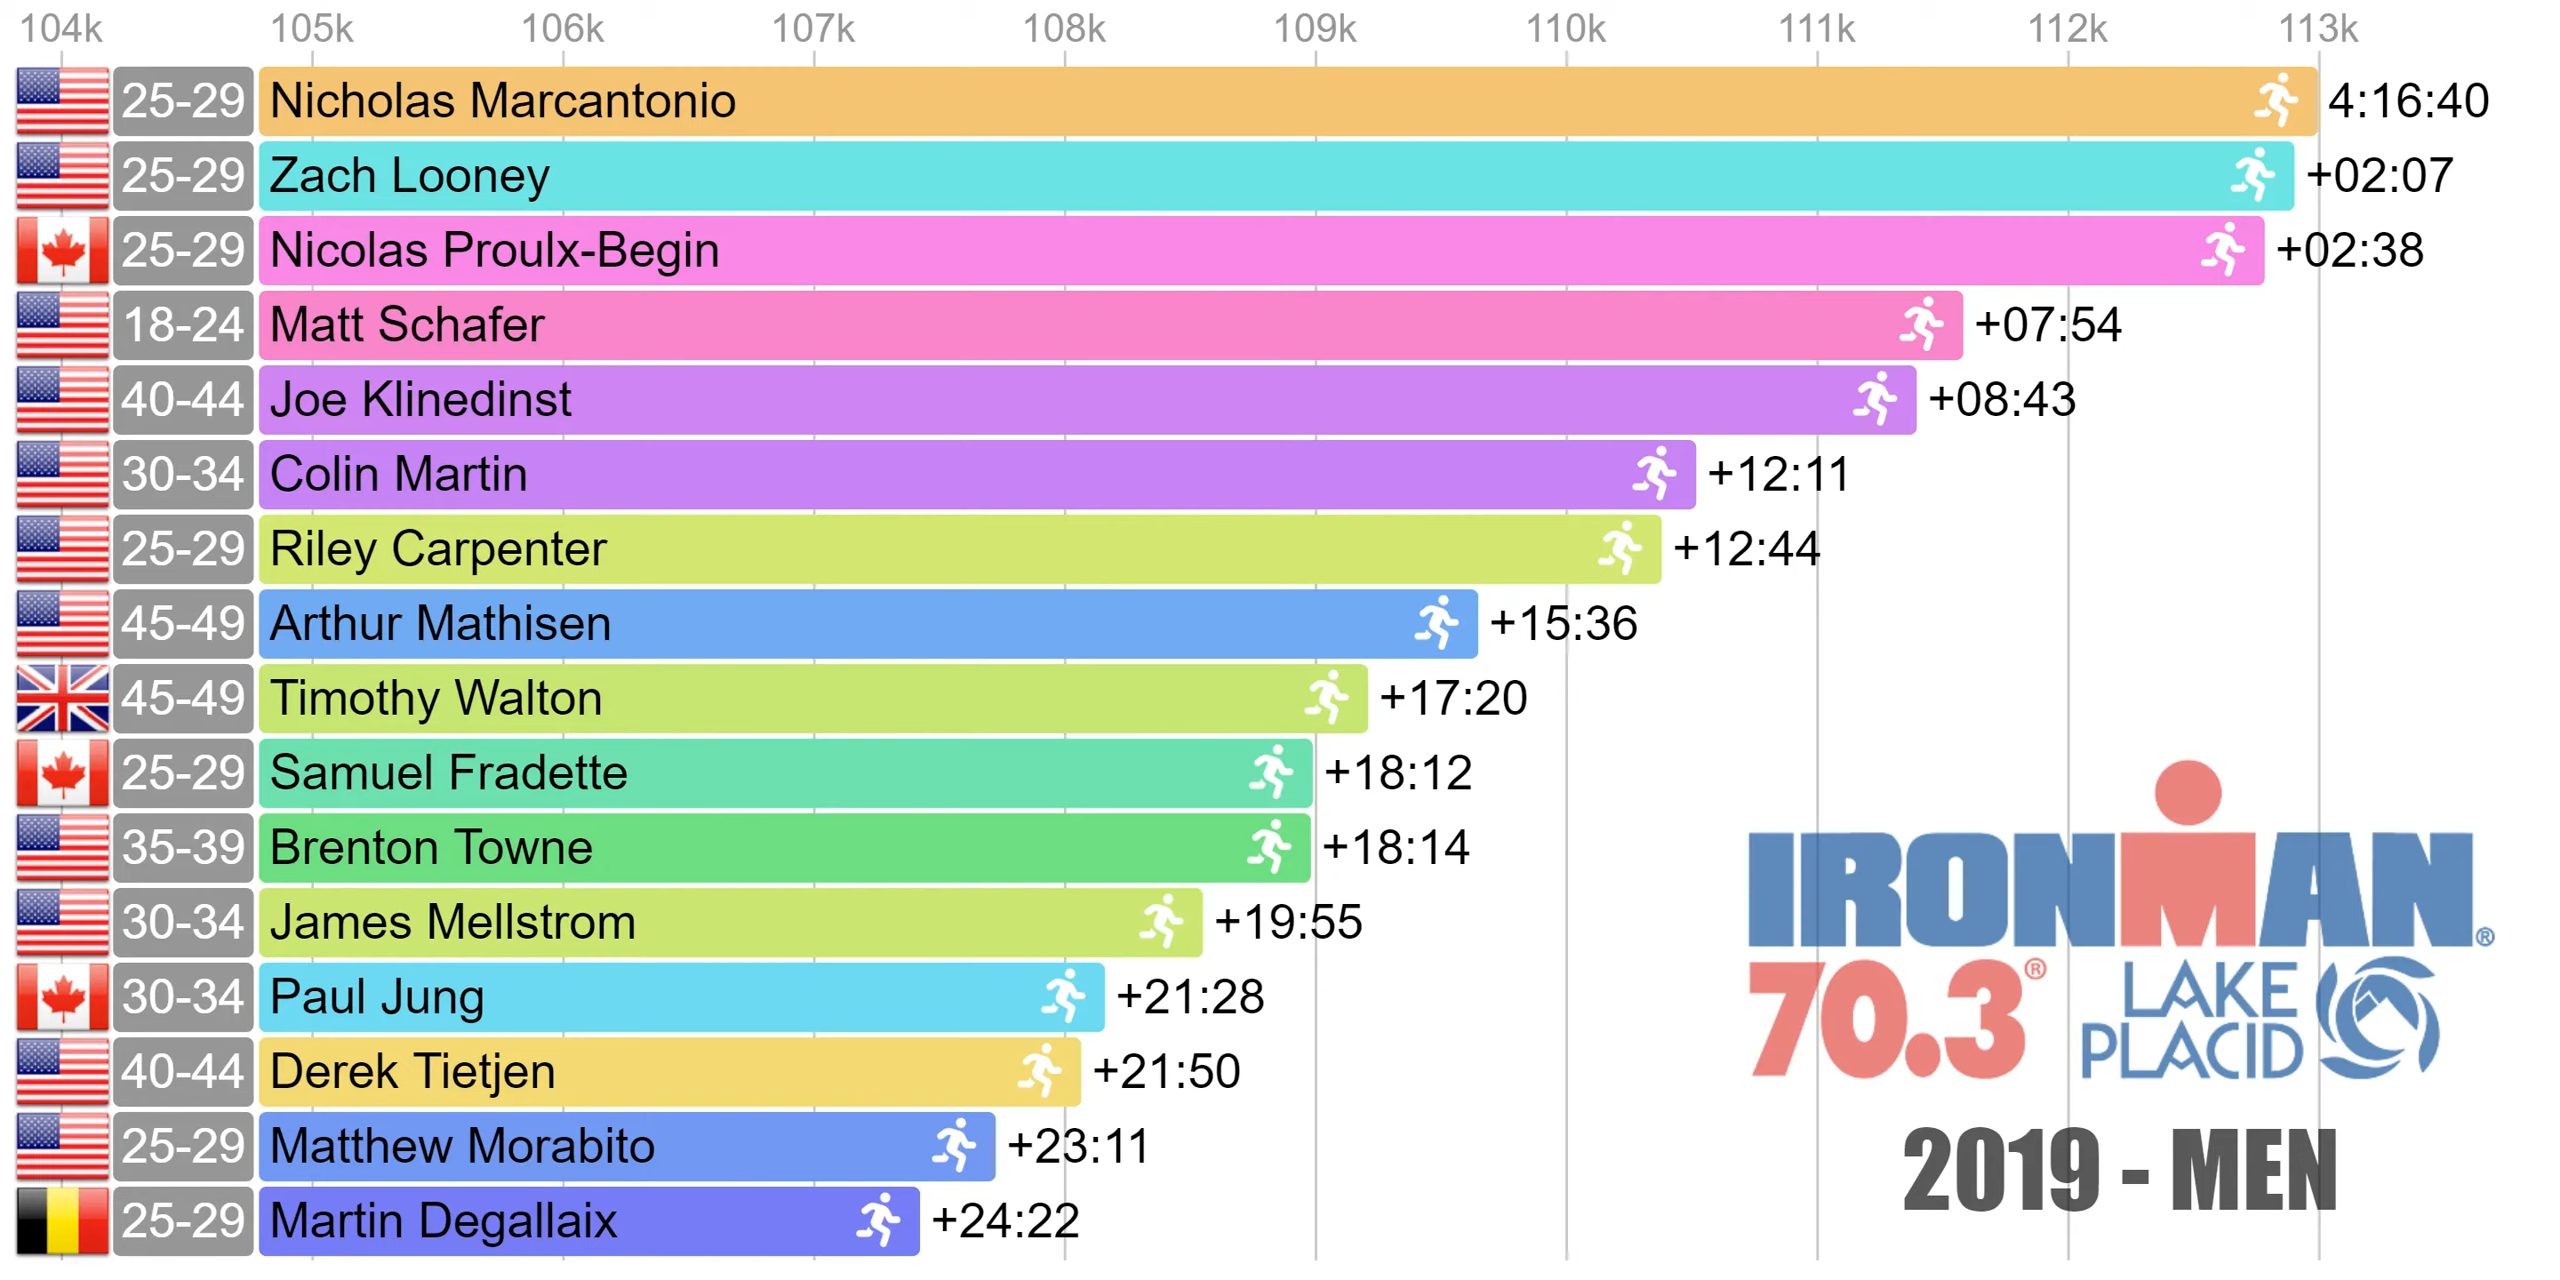 104k 105k 106k 107k 108k 109k 110k 111k 112k 113k
25-29 Nicholas Marcantonio 4:16:40
25-29 Zach Looney +02:07
25-29 Nicolas Proulx-Begin +02:38
18-24 Matt Schafer +07:54
40-44 Joe Klinedinst +08:43
30-34 Colin Martin +12:11
25-29 Riley Carpenter +12:44
45-49 Arthur Mathisen +15:36
45-49 Timothy Walton +17:20
25-29 Samuel Fradette +18:12
35-39 Brenton Towne +18:14
30-34 James Mellstrom +19:55
30-34 Paul Jung +21:28
40-44 Derek Tietjen +21:50
25-29 Matthew Morabito +23:11
25-29 Martin Degallaix +24:22
IRONMAN®
70.3® LAKE
PLACID
2019 - MEN